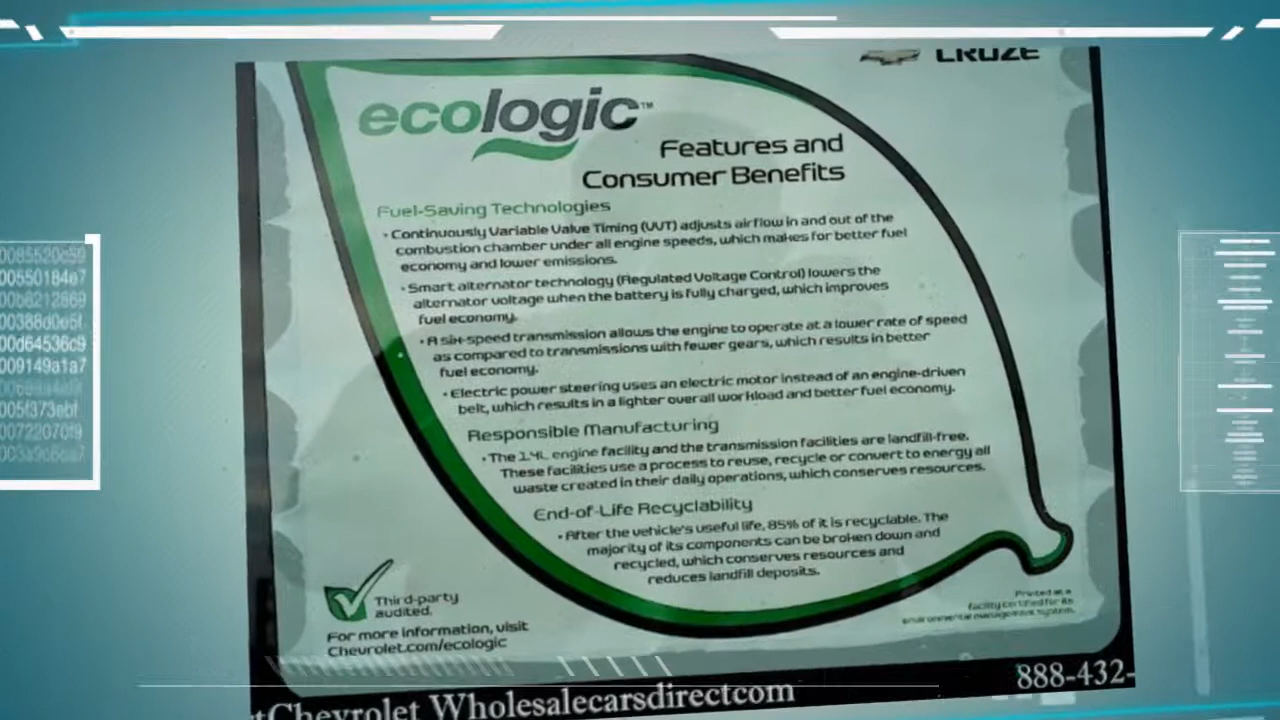 CRUZE
ecologic™
Features and
Consumer Benefits
Fuel-Saving Technologies
• Continuously Variable Valve Timing (VVT) adjusts airflow in and out of the
combustion chamber under all engine speeds, which makes for better fuel
economy and lower emissions.
• Smart alternator technology (Regulated Voltage Control) lowers the
alternator voltage when the battery is fully charged, which improves
fuel economy.
• A six-speed transmission allows the engine to operate at a lower rate of speed
as compared to transmissions with fewer gears, which results in better
fuel economy.
• Electric power steering uses an electric motor instead of an engine-driven
belt, which results in a lighter overall workload and better fuel economy.
Responsible Manufacturing
• The 1.4L engine facility and the transmission facilities are landfill-free.
These facilities use a process to reuse, recycle or convert to energy all
waste created in their daily operations, which conserves resources.
End-of-Life Recyclability
• After the vehicle's useful life, 85% of it is recyclable. The
majority of its components can be broken down and
recycled, which conserves resources and
reduces landfill deposits.
Third-party
audited.
For more information, visit
Chevrolet.com/ecologic
Printed at a
facility certified for its
environmental management system.
888-432-
tChevrolet Wholesalecarsdirectcom
00550184e7
00b8212869
00388d0e5f
00d64536c9
009149a1a7
005f373ebf
00722070f9